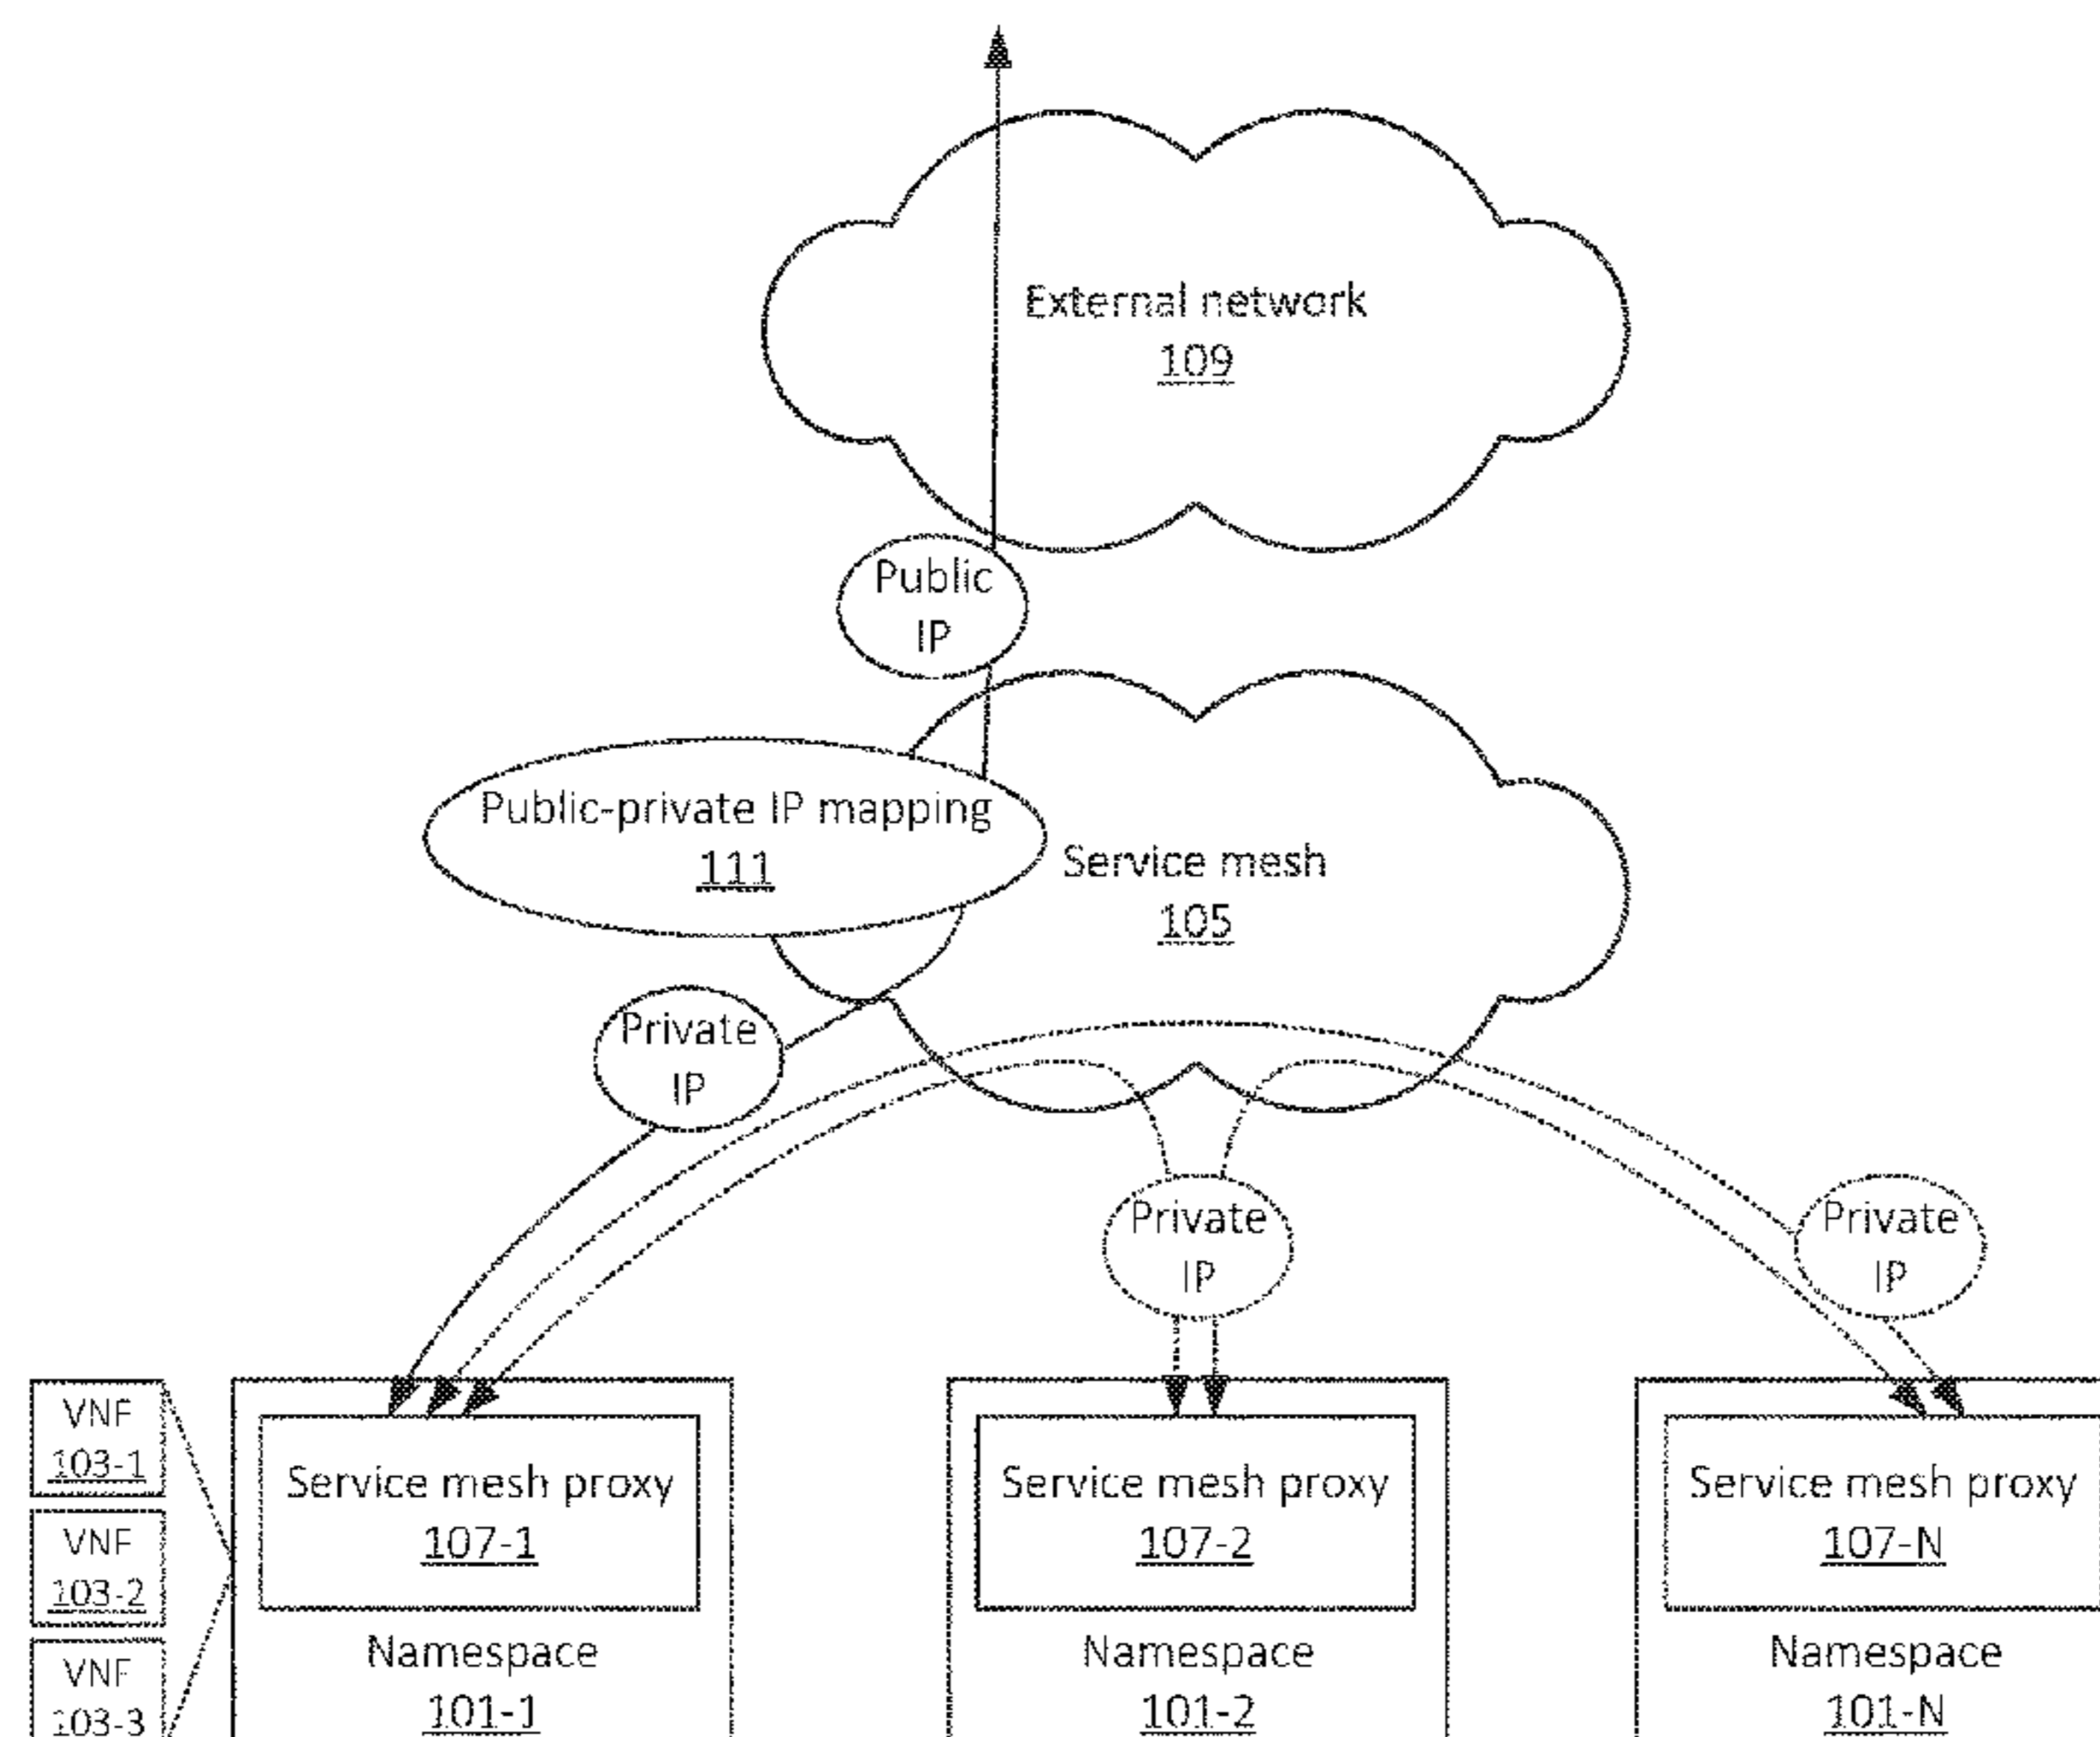 External network
109
Public
IP
Public-private IP mapping
111
Service mesh
105
Private
IP
Private
IP
Private
IP
VNF
103-1
VNF
103-2
VNF
103-3
Service mesh proxy
107-1
Namespace
101-1
Service mesh proxy
107-2
Namespace
101-2
Service mesh proxy
107-N
Namespace
101-N